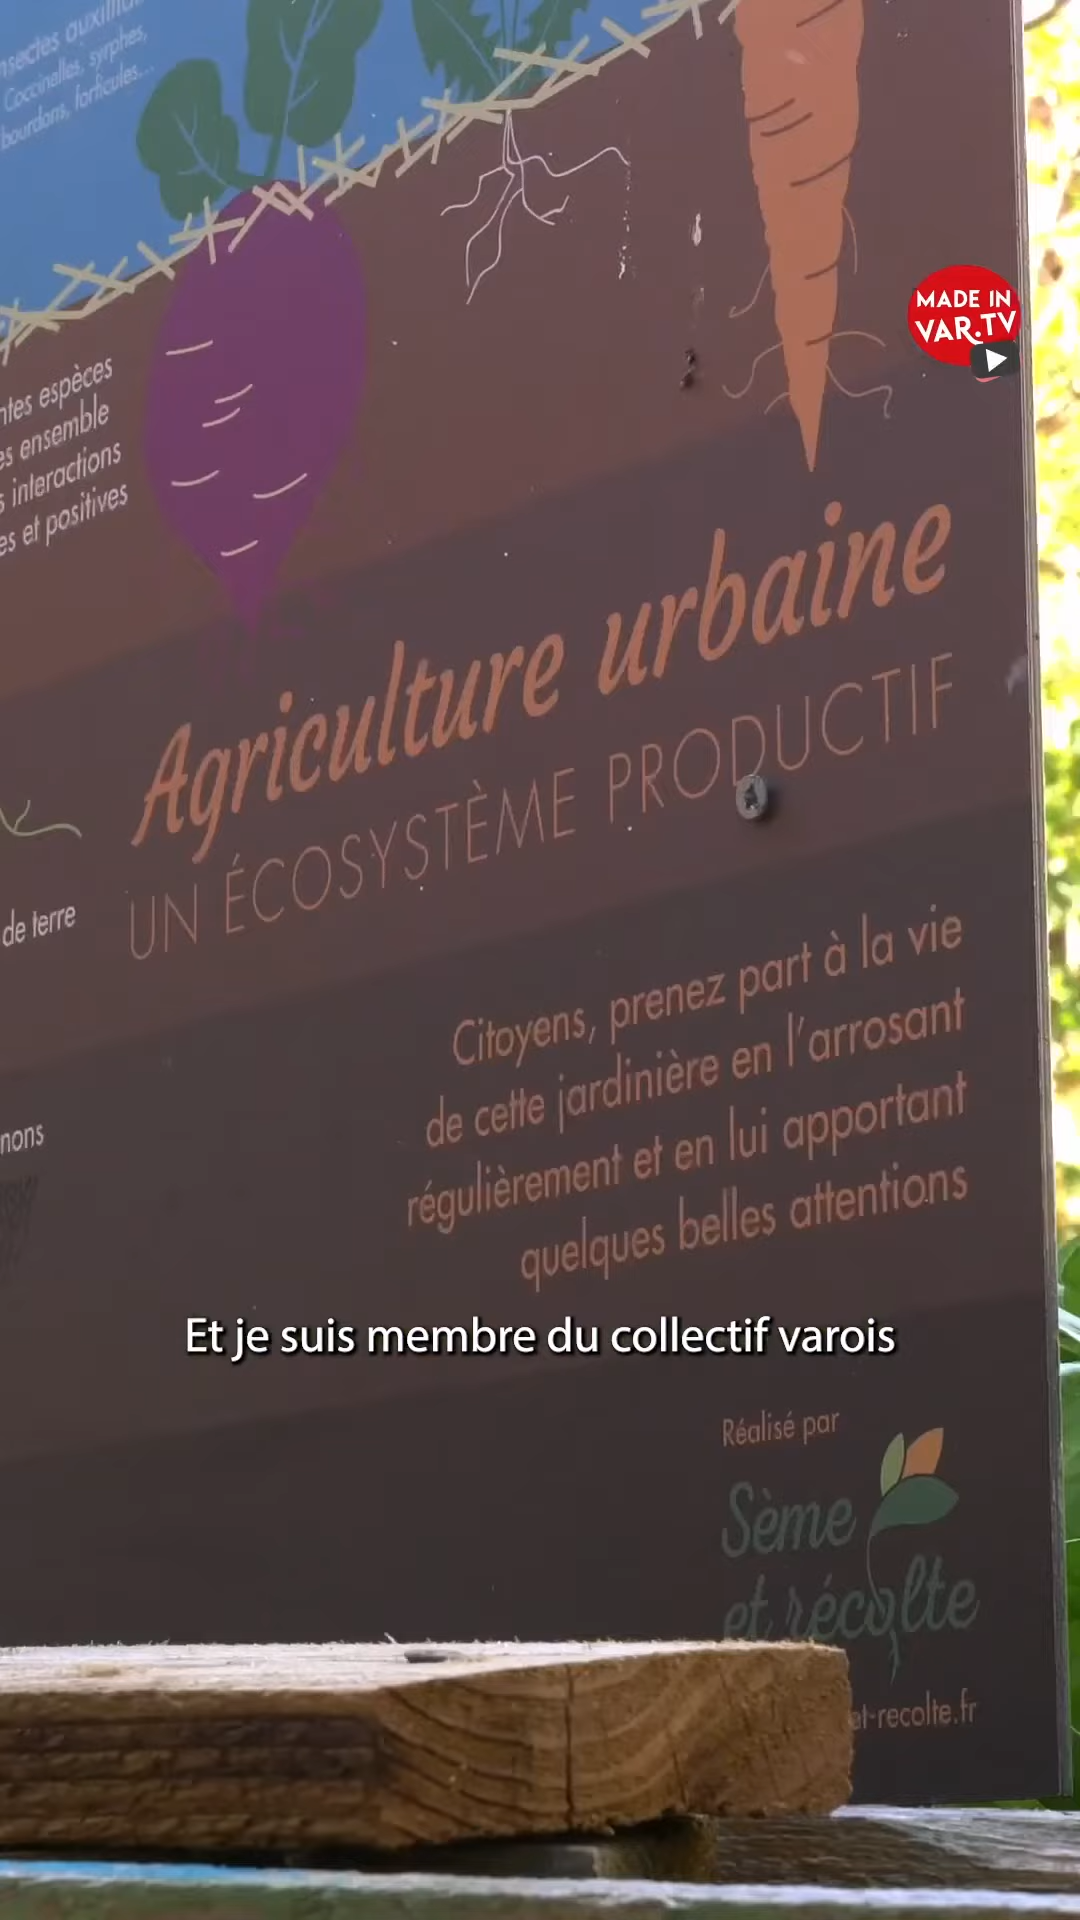 insectes auxiliai
Coccinelles, syrphes,
bourdons, forficules...
MADE IN
VAR.TV
ntes espèces
es ensemble
s interactions
es et positives
Agriculture urbaine
UN ÉCOSYSTÈME PRODUCTIF
de terre
Citoyens, prenez part à la vie
de cette jardinière en l'arrosant
régulièrement et en lui apportant
quelques belles attentions
nons
Et je suis membre du collectif varois
Réalisé par
Sème
et récolte
et-recolte.fr